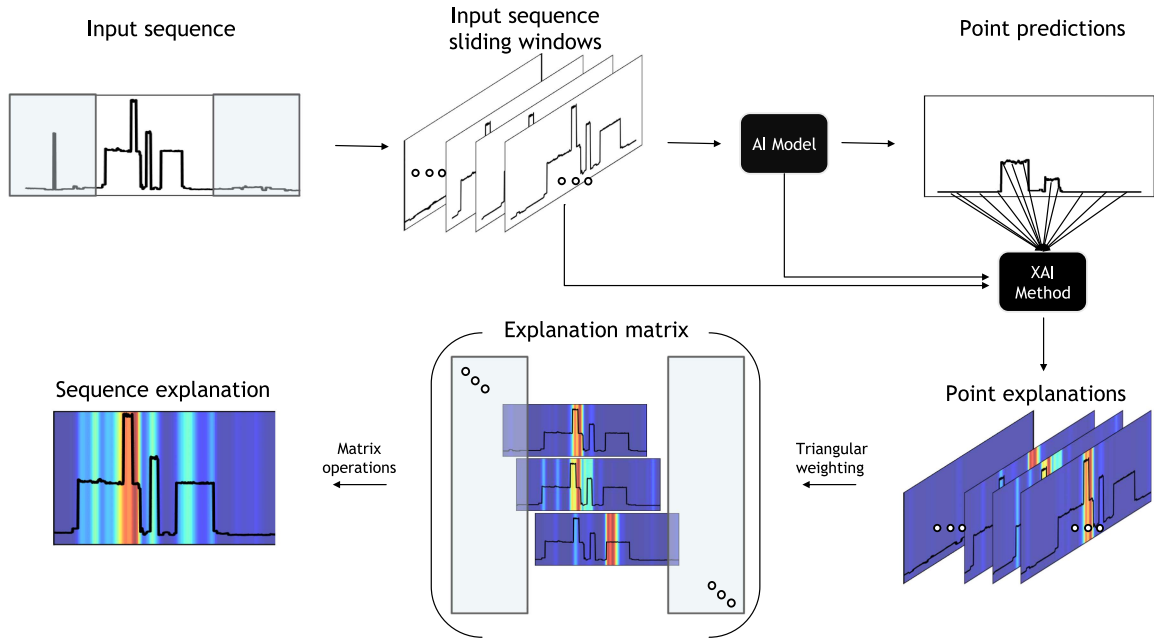 Input sequence
Input sequence
sliding windows
Point predictions
AI Model
XAI
Method
Explanation matrix
Sequence explanation
Point explanations
Matrix
operations
Triangular
weighting